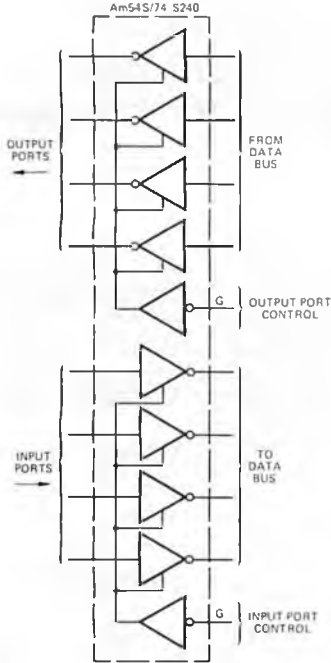 Am54S/74 S240
OUTPUT
PORTS
FROM
DATA
BUS
G
OUTPUT PORT
CONTROL
INPUT
PORTS
TO
DATA
BUS
G
INPUT PORT
CONTROL